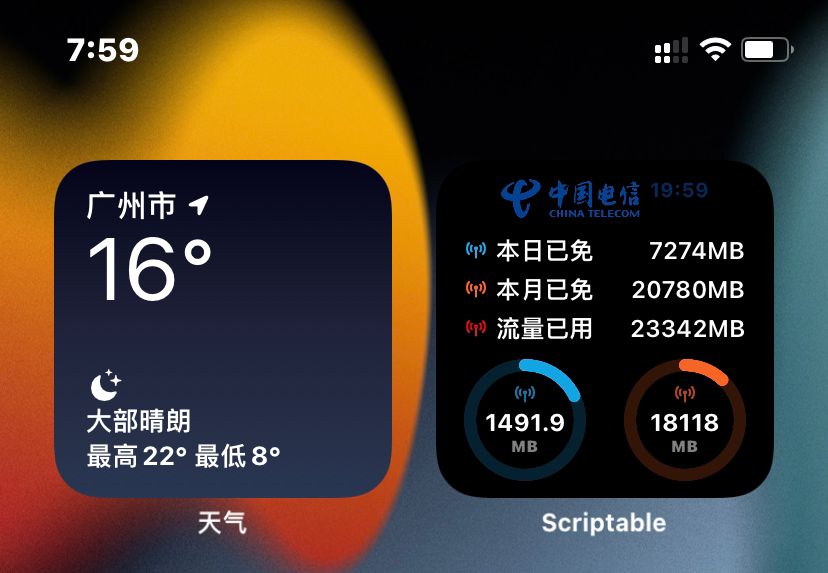 7:59
广州市
16°
大部晴朗
最高22° 最低8°
天气
中国电信 19:59
CHINA TELECOM
本日已免 7274MB
本月已免 20780MB
流量已用 23342MB
1491.9
MB
18118
MB
Scriptable